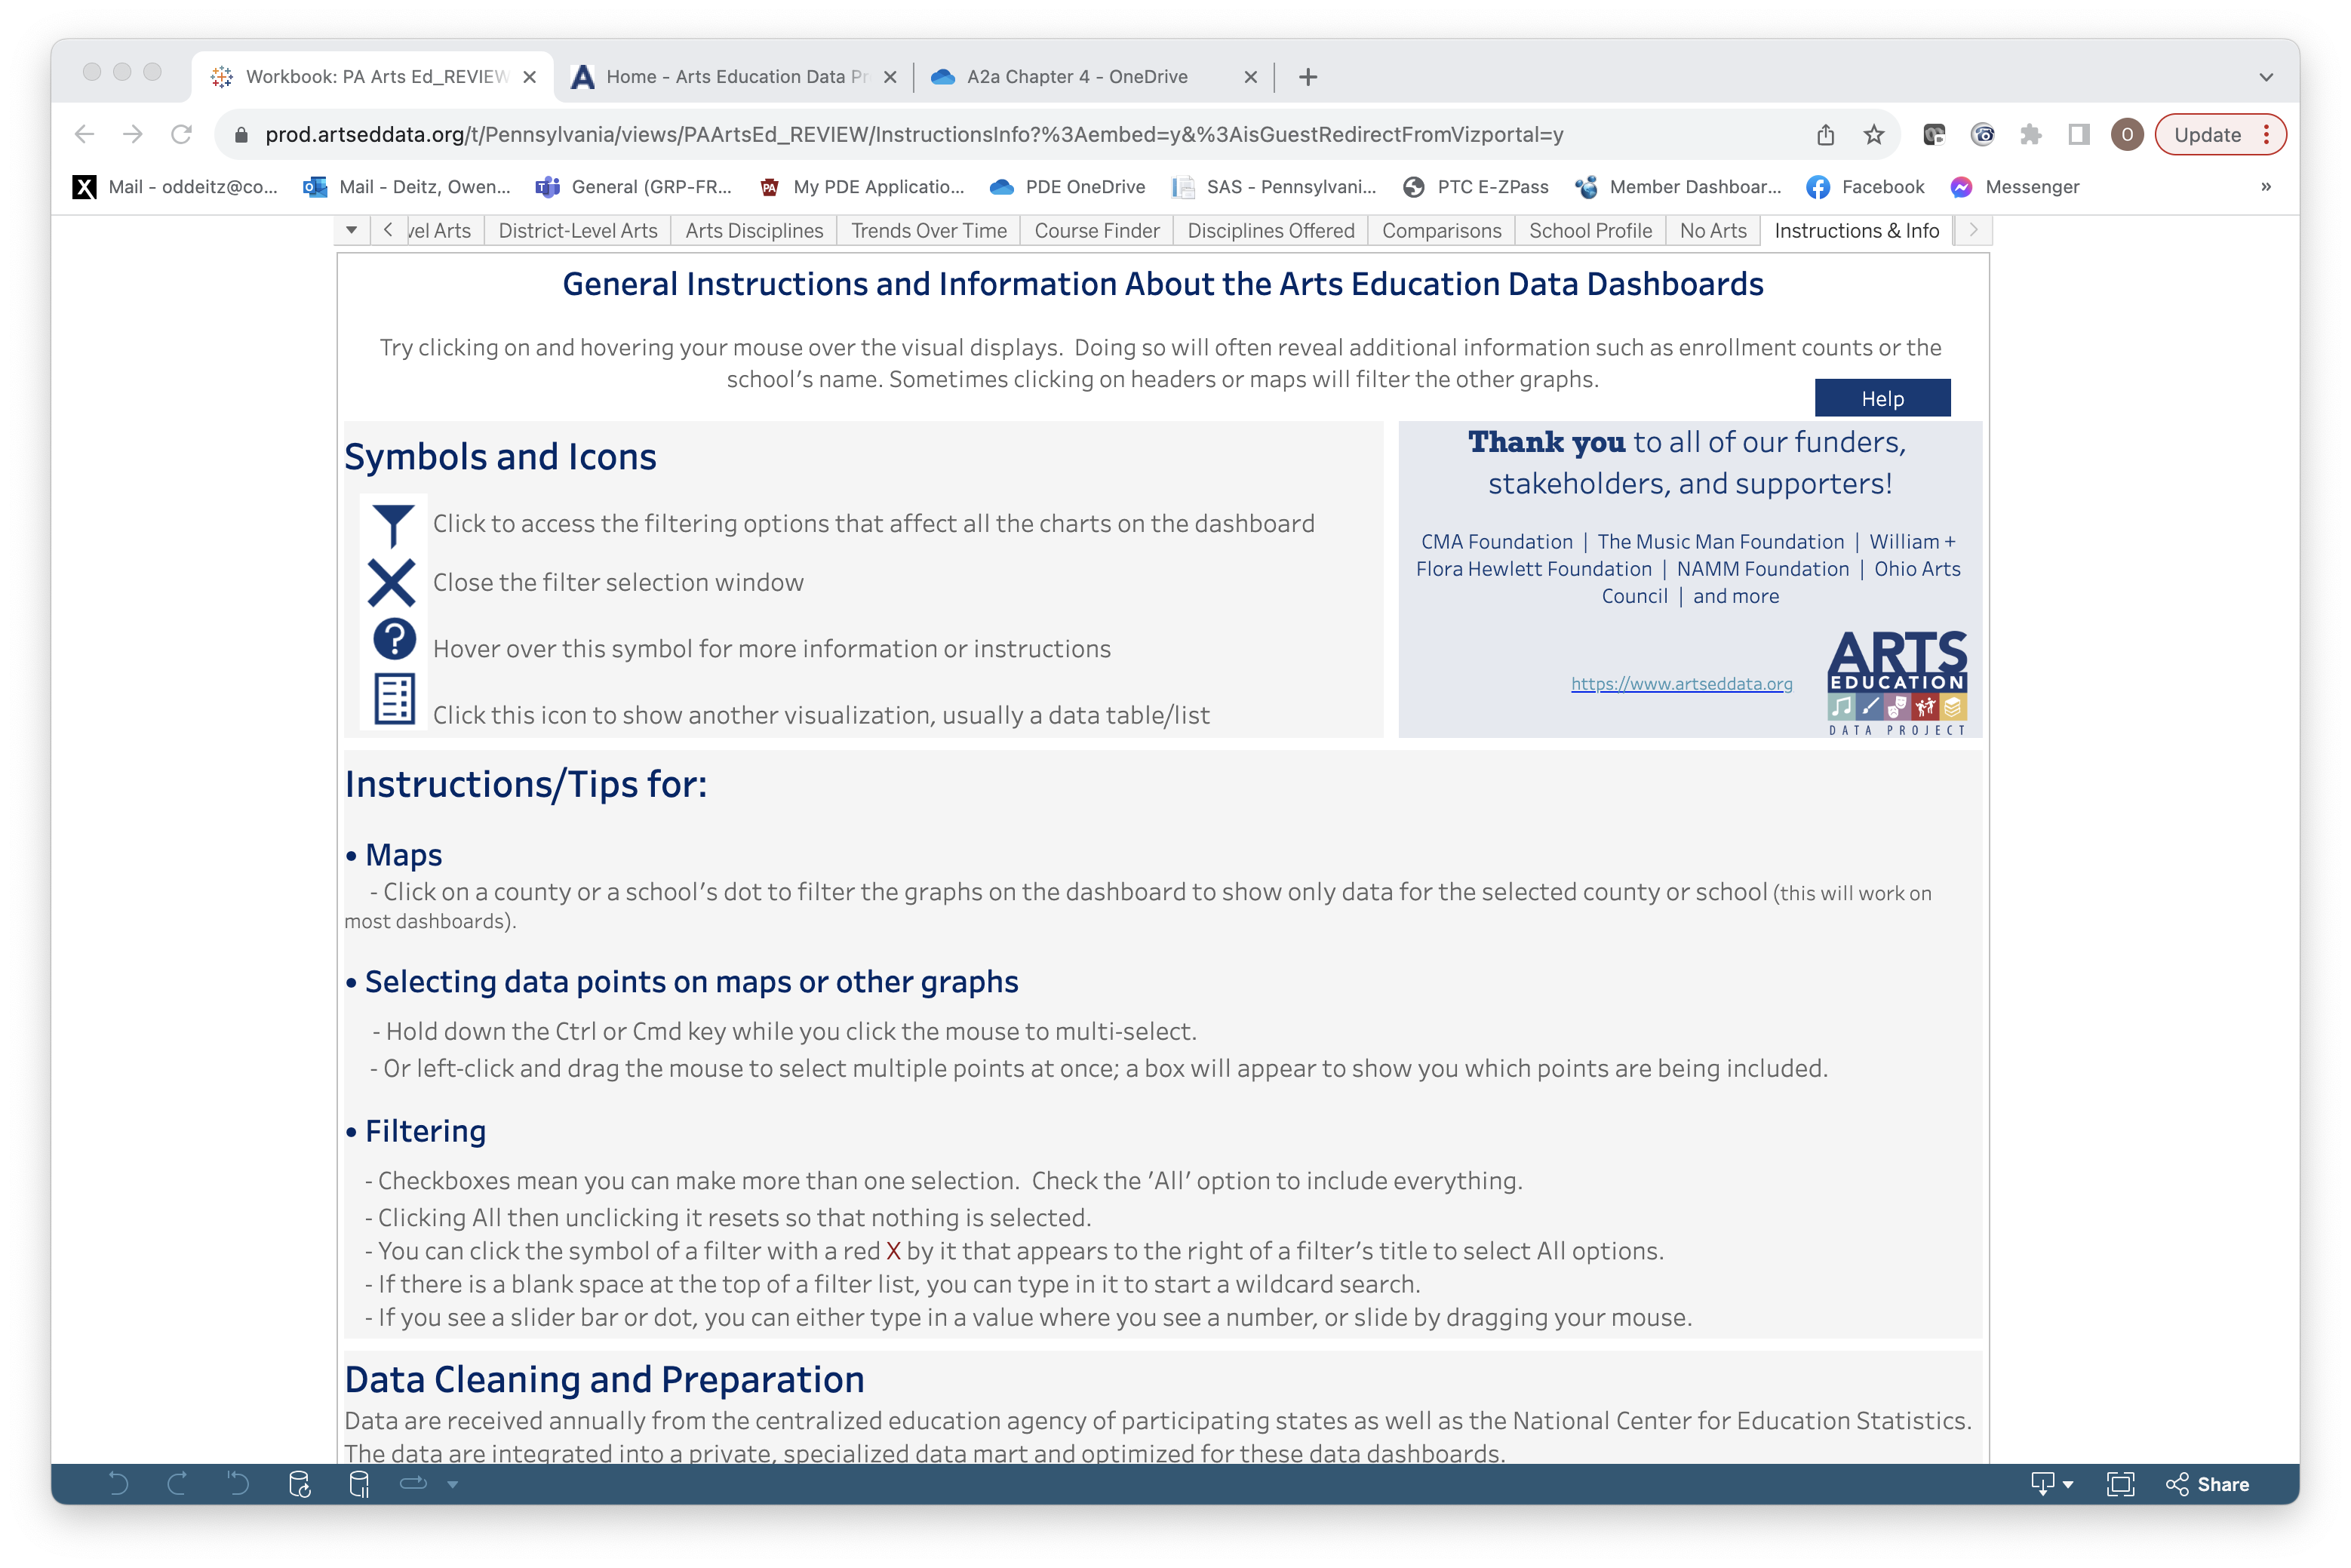 Workbook: PA Arts Ed_REVIEW
Home - Arts Education Data Pr
A2a Chapter 4 - OneDrive
prod.artseddata.org/t/Pennsylvania/views/PAArtsEd_REVIEW/InstructionsInfo?%3Aembed=y&%3AisGuestRedirectFromVizportal=y
O
Update
Mail - oddeitz@co...
Mail - Deitz, Owen...
General (GRP-FR...
My PDE Applicatio...
PDE OneDrive
SAS - Pennsylvani...
PTC E-ZPass
Member Dashboar...
Facebook
Messenger
»
vel Arts
District-Level Arts
Arts Disciplines
Trends Over Time
Course Finder
Disciplines Offered
Comparisons
School Profile
No Arts
Instructions & Info
General Instructions and Information About the Arts Education Data Dashboards
Try clicking on and hovering your mouse over the visual displays.  Doing so will often reveal additional information such as enrollment counts or the
school's name. Sometimes clicking on headers or maps will filter the other graphs.
Help
Symbols and Icons
Click to access the filtering options that affect all the charts on the dashboard
Close the filter selection window
? Hover over this symbol for more information or instructions
Click this icon to show another visualization, usually a data table/list
Thank you to all of our funders,
stakeholders, and supporters!
CMA Foundation | The Music Man Foundation | William +
Flora Hewlett Foundation | NAMM Foundation | Ohio Arts
Council | and more
https://www.artseddata.org
ARTS
EDUCATION
DATA PROJECT
Instructions/Tips for:
• Maps
- Click on a county or a school's dot to filter the graphs on the dashboard to show only data for the selected county or school (this will work on
most dashboards).
• Selecting data points on maps or other graphs
- Hold down the Ctrl or Cmd key while you click the mouse to multi-select.
- Or left-click and drag the mouse to select multiple points at once; a box will appear to show you which points are being included.
• Filtering
- Checkboxes mean you can make more than one selection.  Check the 'All' option to include everything.
- Clicking All then unclicking it resets so that nothing is selected.
- You can click the symbol of a filter with a red X by it that appears to the right of a filter's title to select All options.
- If there is a blank space at the top of a filter list, you can type in it to start a wildcard search.
- If you see a slider bar or dot, you can either type in a value where you see a number, or slide by dragging your mouse.
Data Cleaning and Preparation
Data are received annually from the centralized education agency of participating states as well as the National Center for Education Statistics.
The data are integrated into a private, specialized data mart and optimized for these data dashboards.
Share